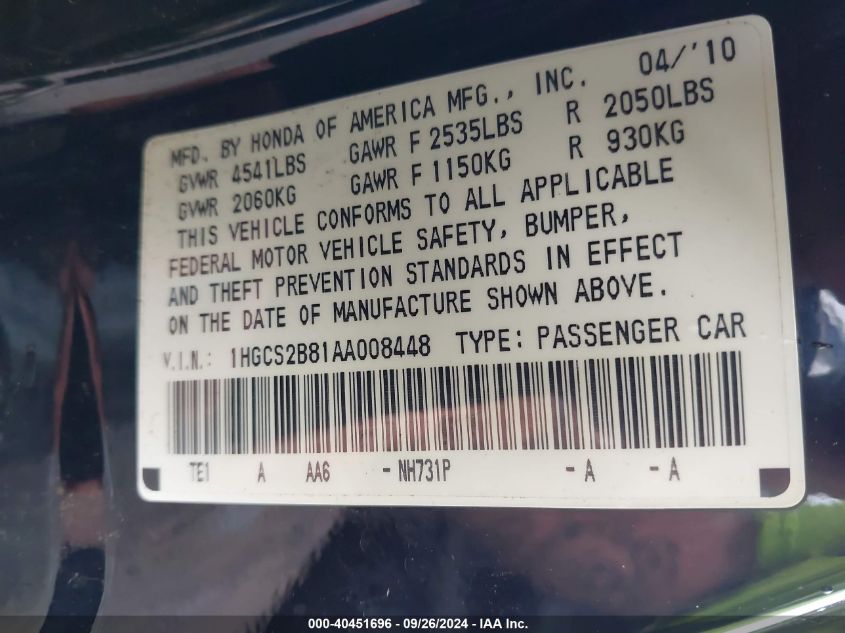 04/'10
MFD. BY HONDA OF AMERICA MFG., INC.
GVWR 4541LBS GAWR F 2535LBS R 2050LBS
GVWR 2060KG GAWR F 1150KG R 930KG
THIS VEHICLE CONFORMS TO ALL APPLICABLE
FEDERAL MOTOR VEHICLE SAFETY, BUMPER,
AND THEFT PREVENTION STANDARDS IN EFFECT
ON THE DATE OF MANUFACTURE SHOWN ABOVE.
V.I.N.: 1HGCS2B81AA008448 TYPE: PASSENGER CAR
TE1 A AA6 - NH731P - A - A
000-40451696 - 09/26/2024 - IAA Inc.